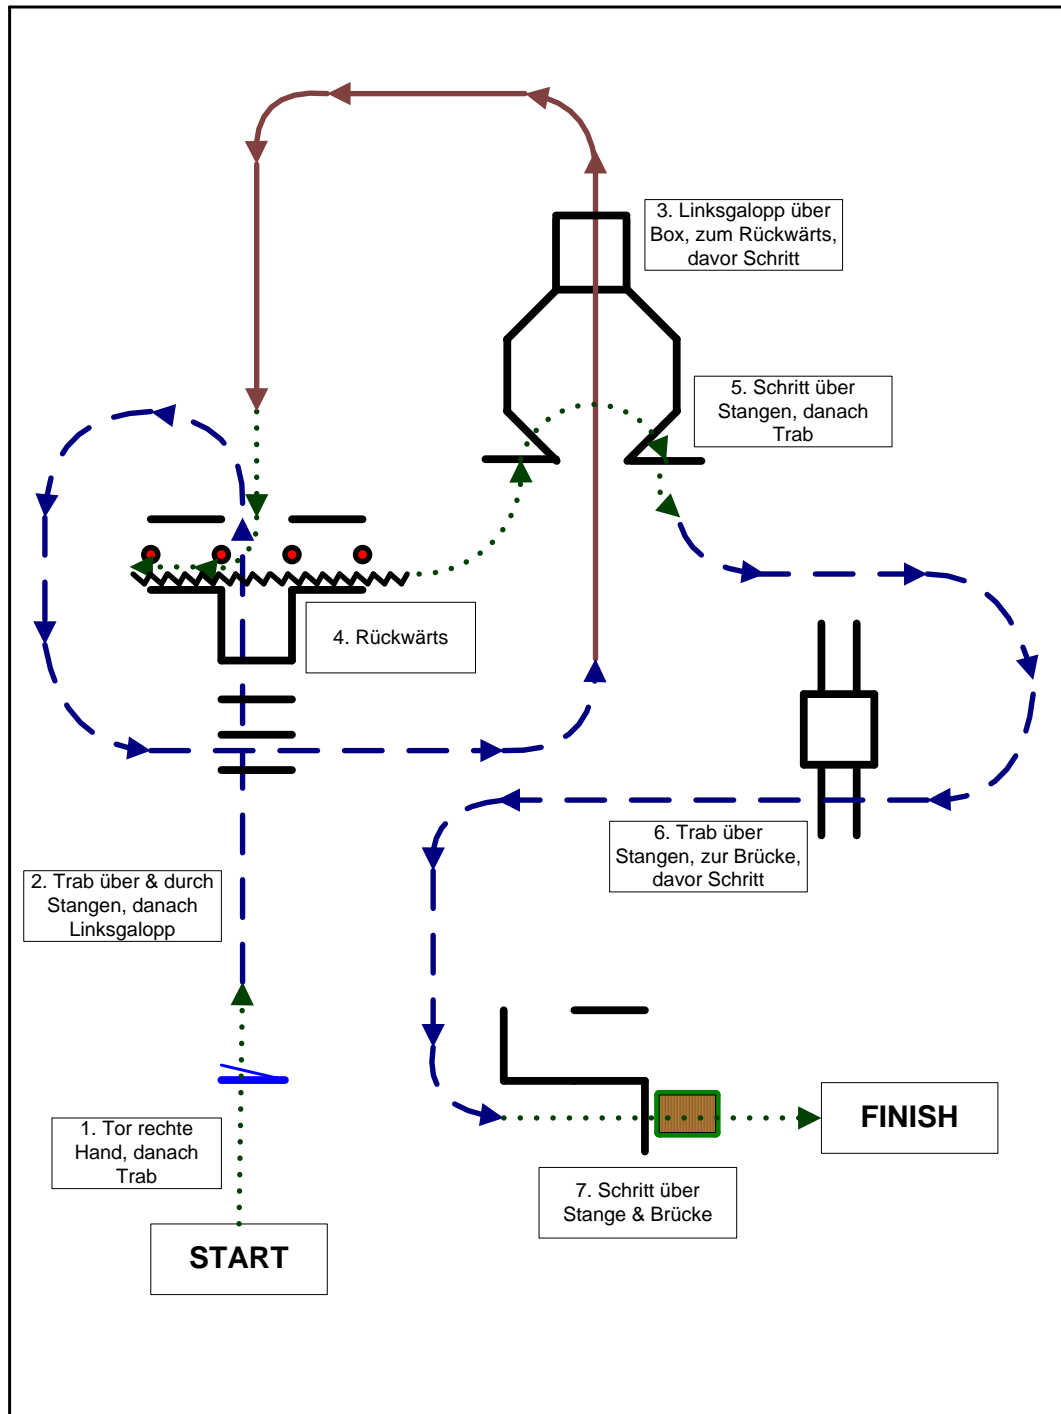 3. Linksgalopp über
Box, zum Rückwärts,
davor Schritt
5. Schritt über
Stangen, danach
Trab
4. Rückwärts
6. Trab über
Stangen, zur Brücke,
davor Schritt
2. Trab über & durch
Stangen, danach
Linksgalopp
1. Tor rechte
Hand, danach
Trab
FINISH
7. Schritt über
Stange & Brücke
START